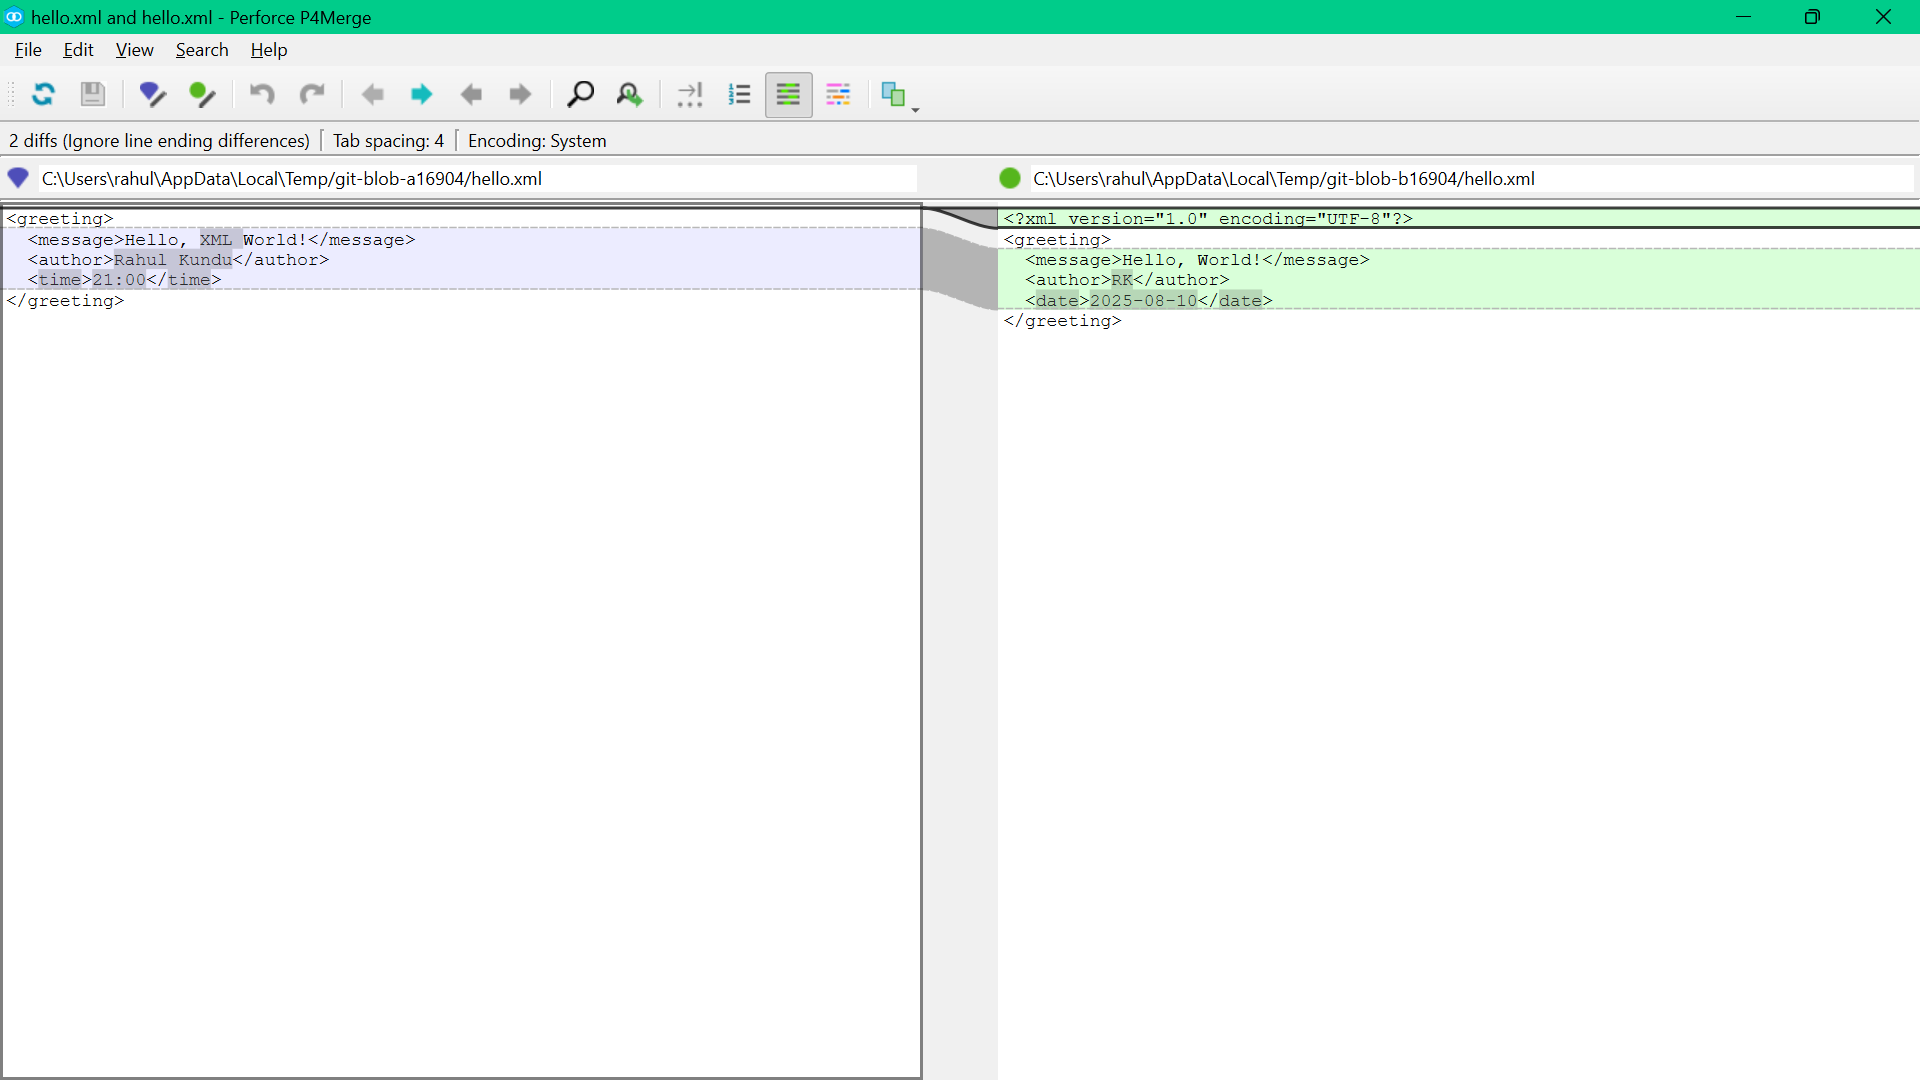 hello.xml and hello.xml - Perforce P4Merge
File Edit View Search Help
2 diffs (Ignore line ending differences) Tab spacing: 4 Encoding: System
C:\Users\rahul\AppData\Local\Temp/git-blob-a16904/hello.xml
<greeting>
  <message>Hello, XML World!</message>
  <author>Rahul Kundu</author>
  <time>21:00</time>
</greeting>
C:\Users\rahul\AppData\Local\Temp/git-blob-b16904/hello.xml
<?xml version="1.0" encoding="UTF-8"?>
<greeting>
  <message>Hello, World!</message>
  <author>RK</author>
  <date>2025-08-10</date>
</greeting>